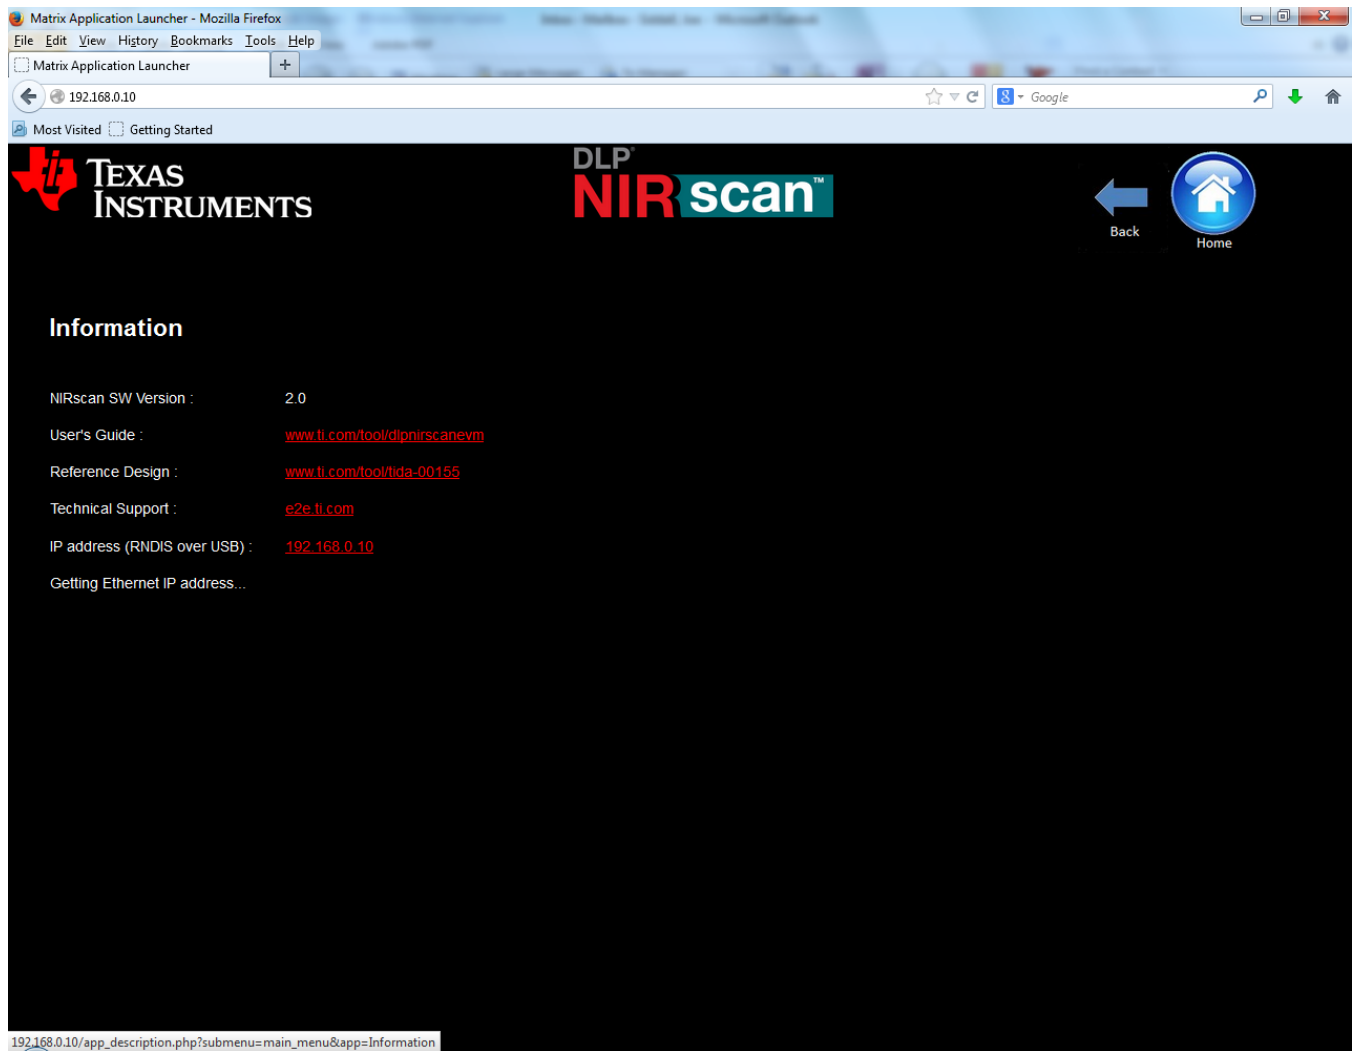 Matrix Application Launcher - Mozilla Firefox
File Edit View History Bookmarks Tools Help
Matrix Application Launcher +
192.168.0.10
8 Google
Most Visited Getting Started
TEXAS
INSTRUMENTS
DLP®
NIRscan™
Back
Home
Information
NIRscan SW Version : 2.0
User's Guide : www.ti.com/tool/dlpnirscanevm
Reference Design : www.ti.com/tool/tida-00155
Technical Support : e2e.ti.com
IP address (RNDIS over USB) : 192.168.0.10
Getting Ethernet IP address...
192.168.0.10/app_description.php?submenu=main_menu&app=Information